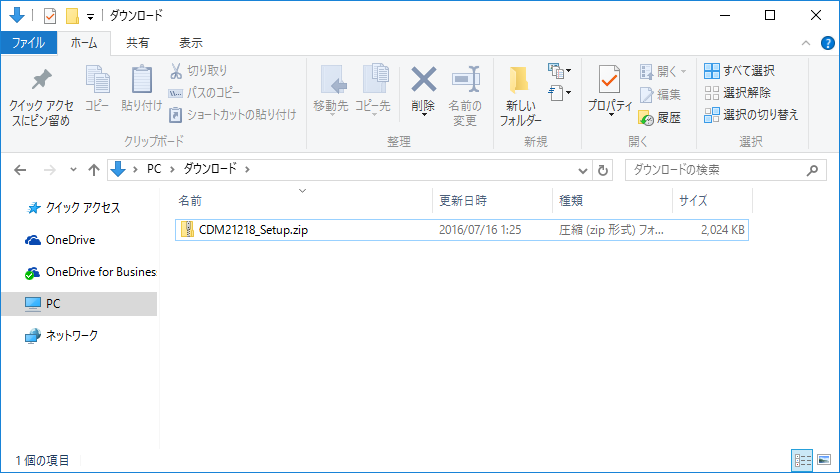 ダウンロード
ファイル ホーム 共有 表示
クイック アクセスにピン留め
コピー
貼り付け
切り取り
パスのコピー
ショートカットの貼り付け
クリップボード
移動先
コピー先
削除
名前の変更
整理
新しいフォルダー
新規
プロパティ
開く
編集
履歴
開く
すべて選択
選択解除
選択の切り替え
選択
PC ダウンロード
ダウンロードの検索
クイック アクセス
OneDrive
OneDrive for Business
PC
ネットワーク
名前 更新日時 種類 サイズ
CDM21218_Setup.zip 2016/07/16 1:25 圧縮 (zip 形式) フォ... 2,024 KB
1 個の項目